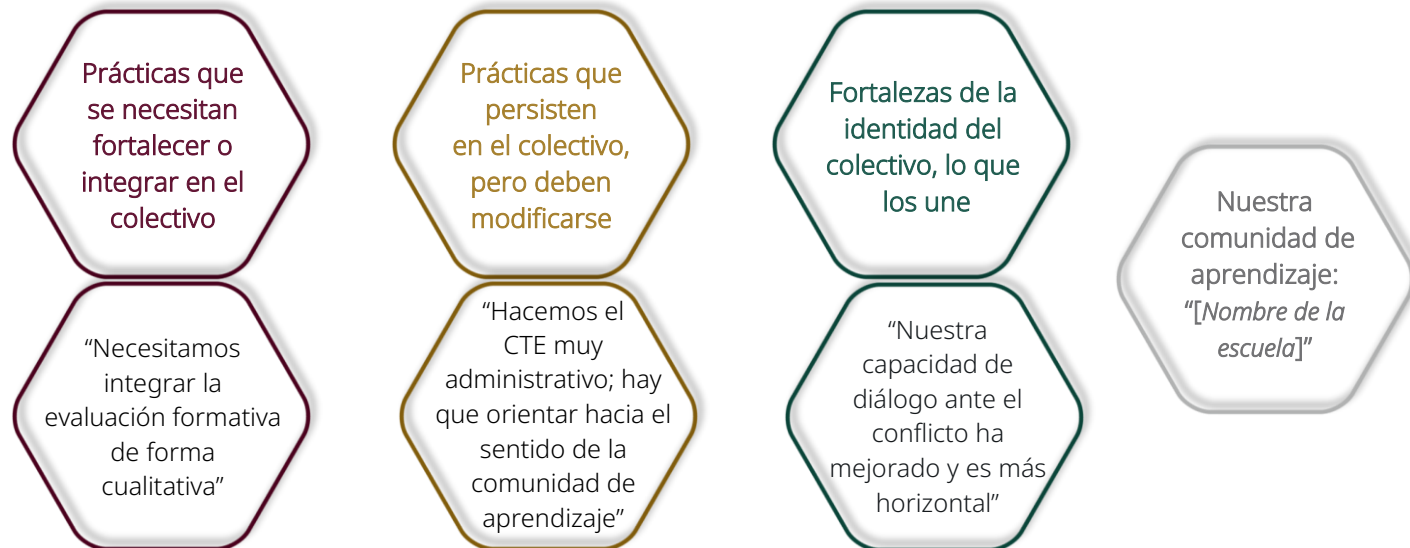 Prácticas que
se necesitan
fortalecer o
integrar en el
colectivo
Prácticas que
persisten
en el colectivo,
pero deben
modificarse
Fortalezas de la
identidad del
colectivo, lo que
los une
Nuestra
comunidad de
aprendizaje:
“[Nombre de la
escuela]”
“Necesitamos
integrar la
evaluación formativa
de forma
cualitativa”
“Hacemos el
CTE muy
administrativo; hay
que orientar hacia el
sentido de la
comunidad de
aprendizaje”
“Nuestra
capacidad de
diálogo ante el
conflicto ha
mejorado y es más
horizontal”